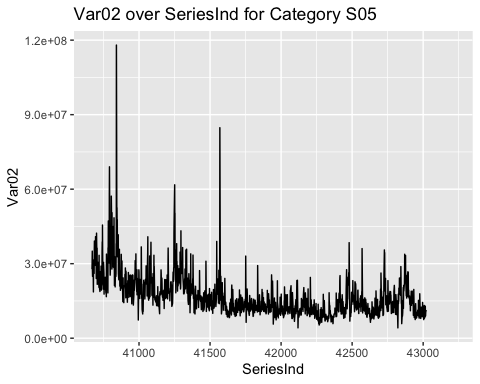 Var02 over SeriesInd for Category S05
1.2e+08
9.0e+07
6.0e+07
3.0e+07
0.0e+00
Var02
41000 41500 42000 42500 43000
SeriesInd